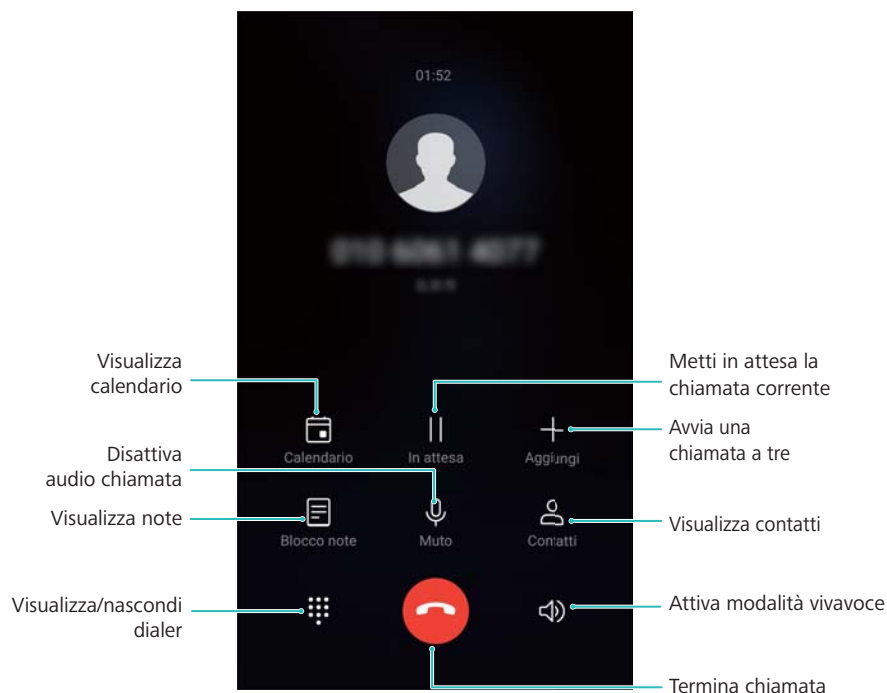 01:52
Visualizza
calendario
Metti in attesa la
chiamata corrente
Calendario
In attesa
Aggiungi
Avvia una
chiamata a tre
Disattiva
audio chiamata
Visualizza note
Blocco note
Muto
Contatti
Visualizza contatti
Visualizza/nascondi
dialer
Attiva modalità vivavoce
Termina chiamata